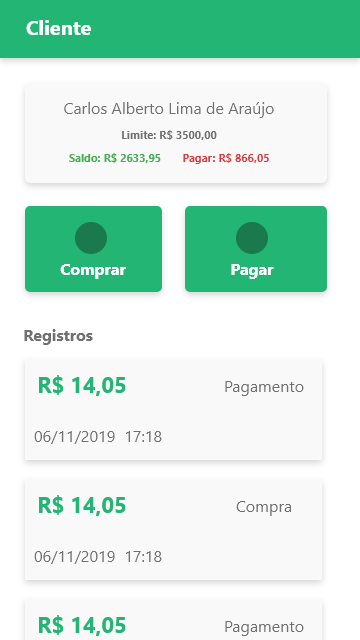 Cliente
Carlos Alberto Lima de Araújo
Limite: R$ 3500,00
Saldo: R$ 2633,95 Pagar: R$ 866,05
Comprar Pagar
Registros
R$ 14,05 Pagamento
06/11/2019 17:18
R$ 14,05 Compra
06/11/2019 17:18
R$ 14,05 Pagamento